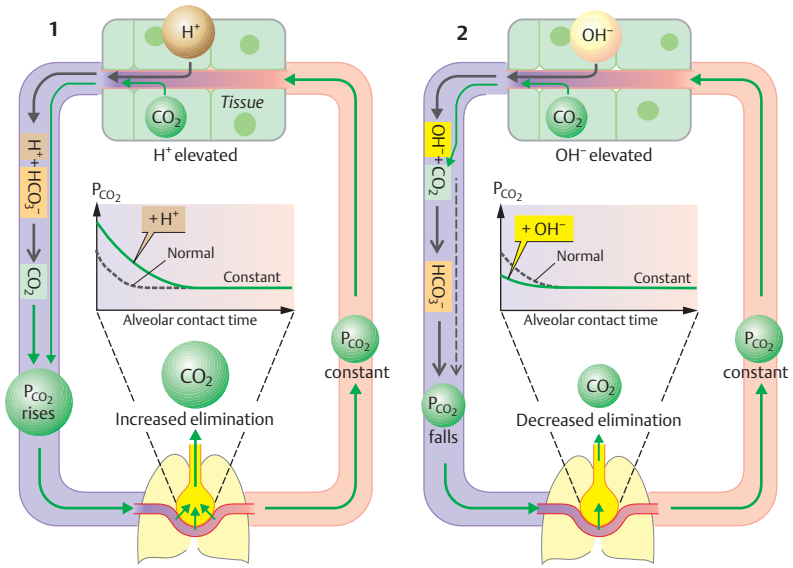 1
H⁺
Tissue
CO₂
H⁺ elevated
H⁺ + HCO₃⁻
CO₂
P_CO₂
rises
P_CO₂
+ H⁺
Normal
Constant
Alveolar contact time
CO₂
Increased elimination
P_CO₂
constant
2
OH⁻
CO₂
OH⁻ elevated
OH⁻ + CO₂
HCO₃⁻
P_CO₂
falls
P_CO₂
+ OH⁻
Normal
Constant
Alveolar contact time
CO₂
Decreased elimination
P_CO₂
constant